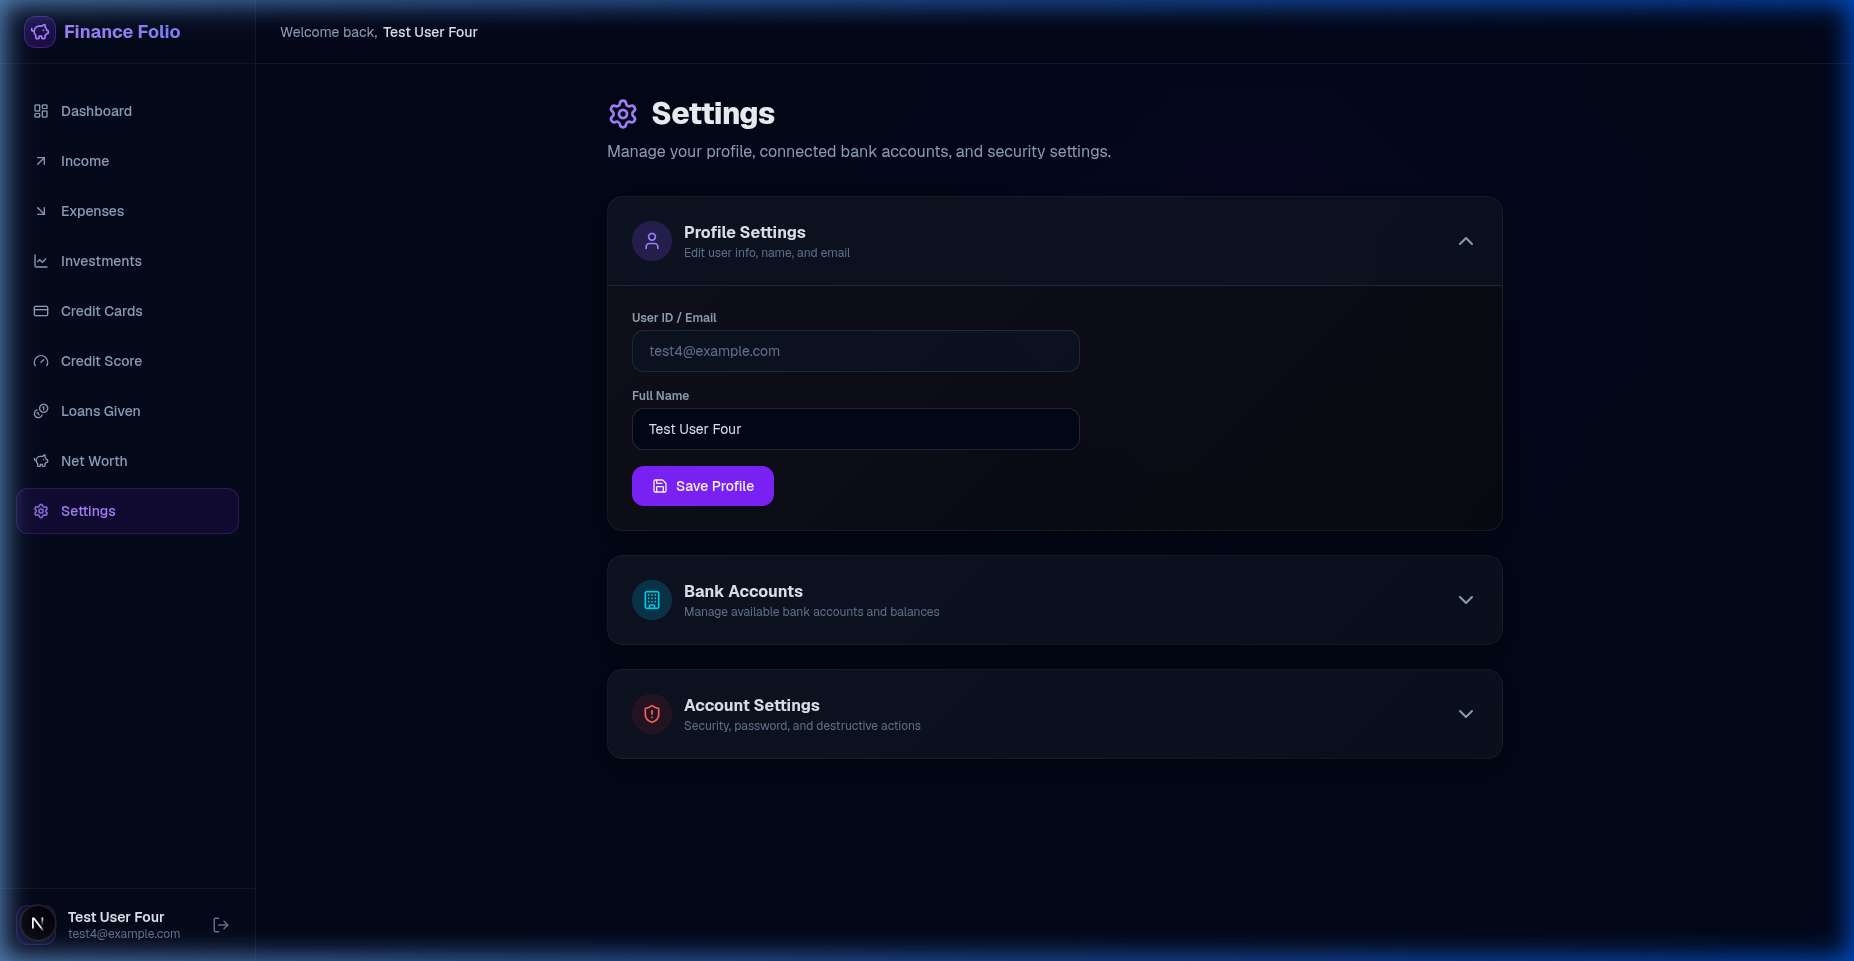 Finance Folio
Welcome back, Test User Four
Dashboard
Income
Expenses
Investments
Credit Cards
Credit Score
Loans Given
Net Worth
Settings
Settings
Manage your profile, connected bank accounts, and security settings.
Profile Settings
Edit user info, name, and email
User ID / Email
test4@example.com
Full Name
Test User Four
Save Profile
Bank Accounts
Manage available bank accounts and balances
Account Settings
Security, password, and destructive actions
N
Test User Four
test4@example.com